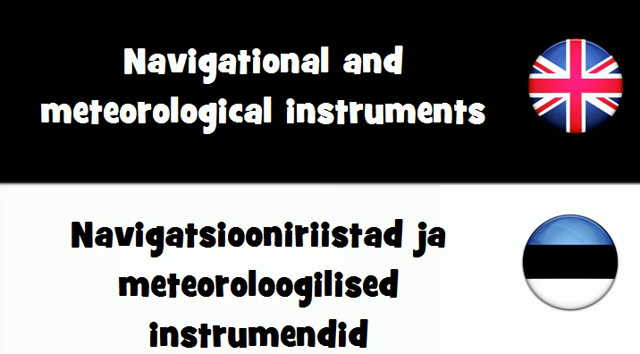 Navigational and
meteorological instruments
Navigatsiooniriistad ja
meteoroloogilised
instrumendid